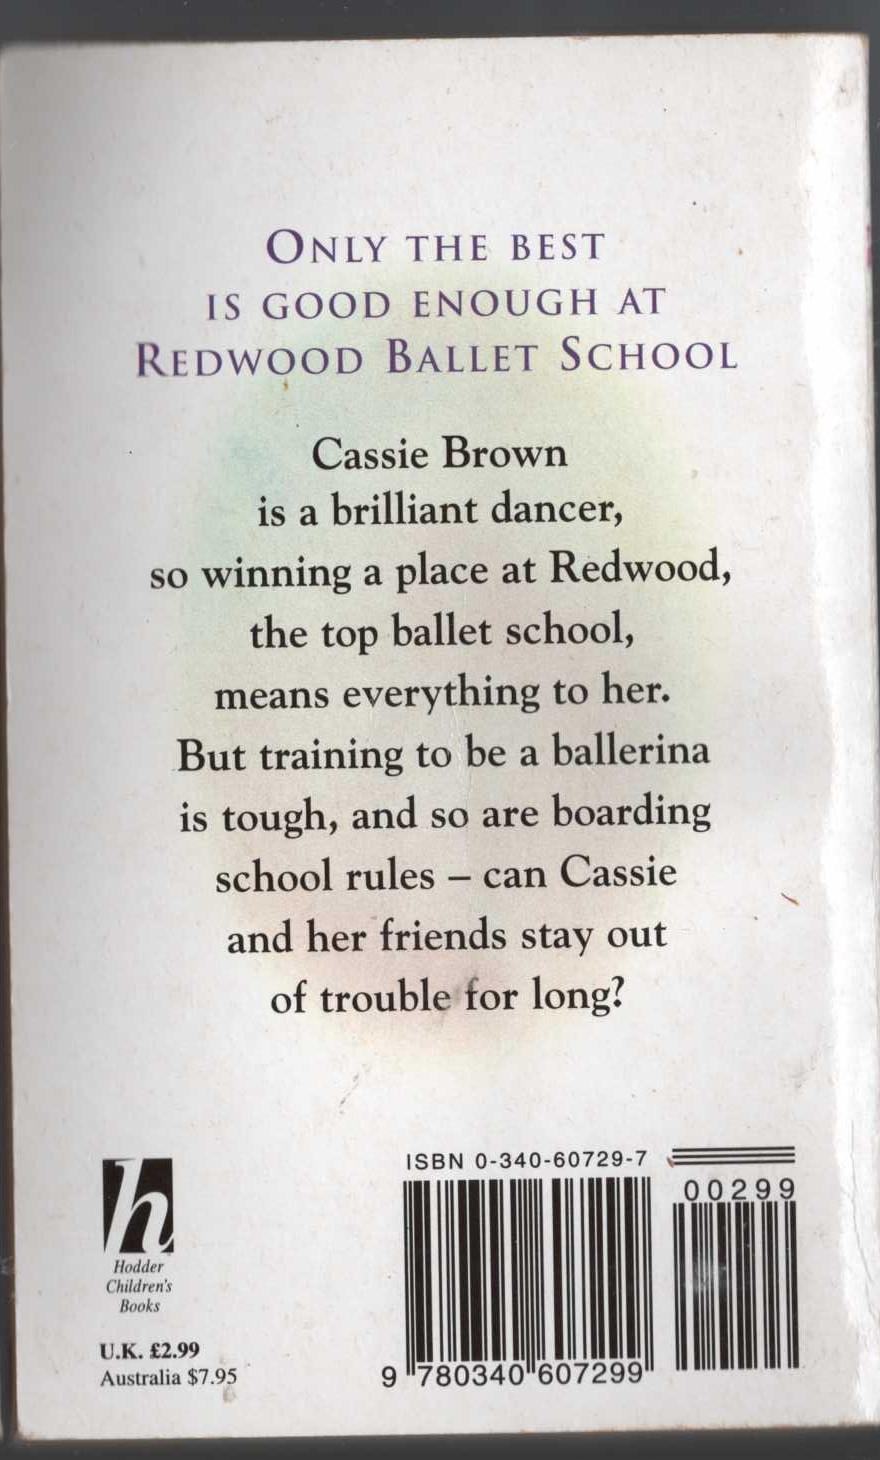 ONLY THE BEST
IS GOOD ENOUGH AT
REDWOOD BALLET SCHOOL
Cassie Brown
is a brilliant dancer,
so winning a place at Redwood,
the top ballet school,
means everything to her.
But training to be a ballerina
is tough, and so are boarding
school rules – can Cassie
and her friends stay out
of trouble for long?
h
Hodder
Children's
Books
U.K. £2.99
Australia $7.95
ISBN 0-340-60729-7
00299
9 780340 607299